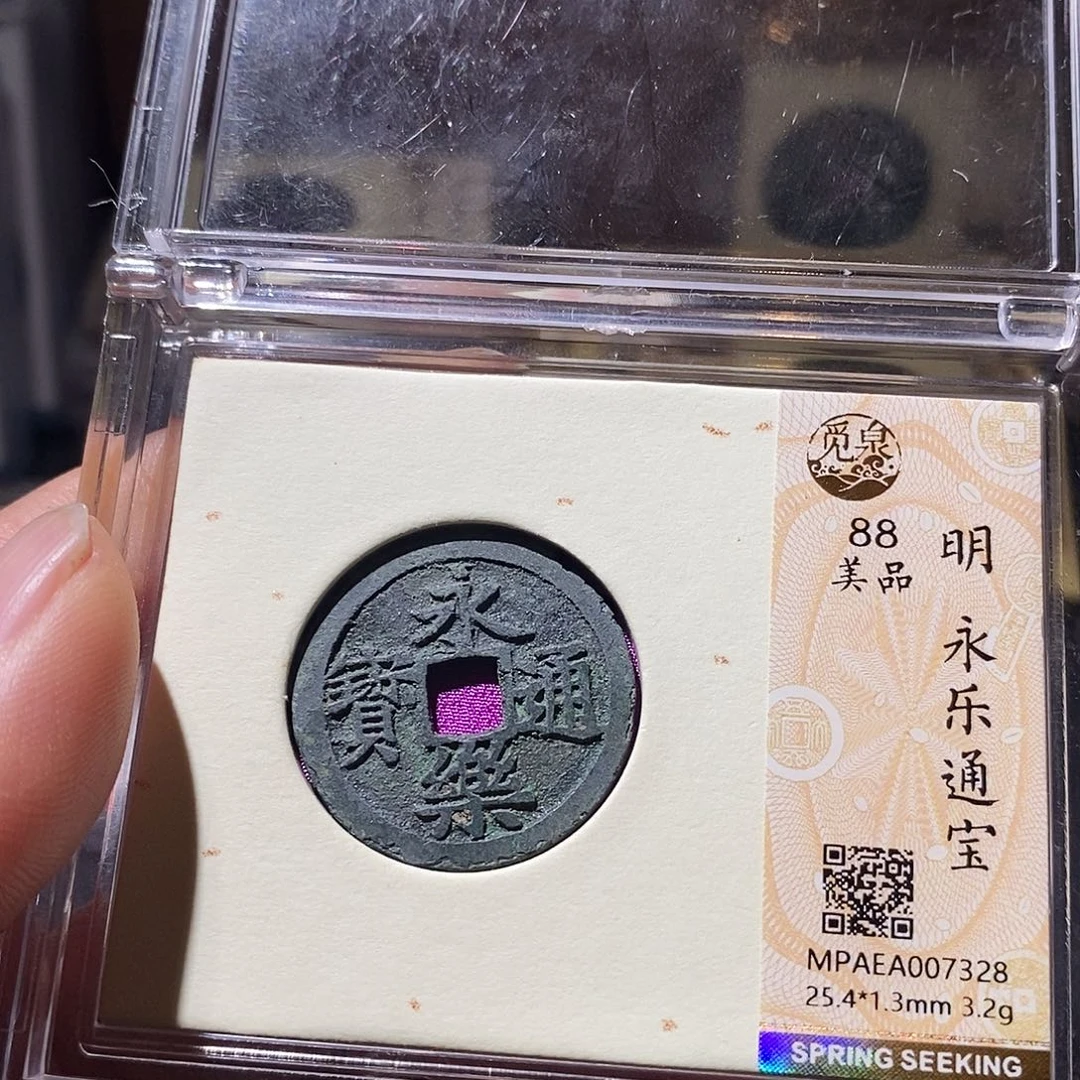 永樂通寶
觅泉
88
美品
明 永乐通宝
MPAEA007328
25.4*1.3mm 3.2g
SPRING SEEKING